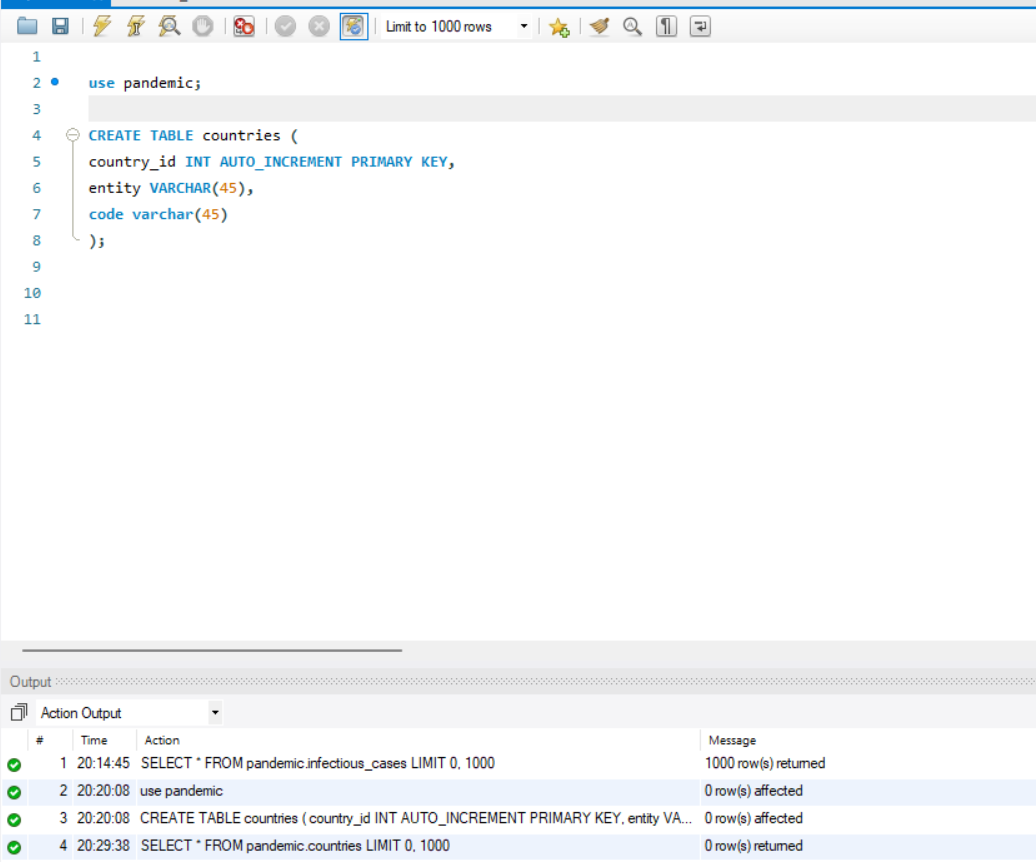 Limit to 1000 rows
1
2 use pandemic;
3
4 CREATE TABLE countries (
5 country_id INT AUTO_INCREMENT PRIMARY KEY,
6 entity VARCHAR(45),
7 code varchar(45)
8 );
9
10
11
Output
Action Output
# Time Action Message
1 20:14:45 SELECT * FROM pandemic.infectious_cases LIMIT 0, 1000 1000 row(s) returned
2 20:20:08 use pandemic 0 row(s) affected
3 20:20:08 CREATE TABLE countries ( country_id INT AUTO_INCREMENT PRIMARY KEY, entity VA... 0 row(s) affected
4 20:29:38 SELECT * FROM pandemic.countries LIMIT 0, 1000 0 row(s) returned